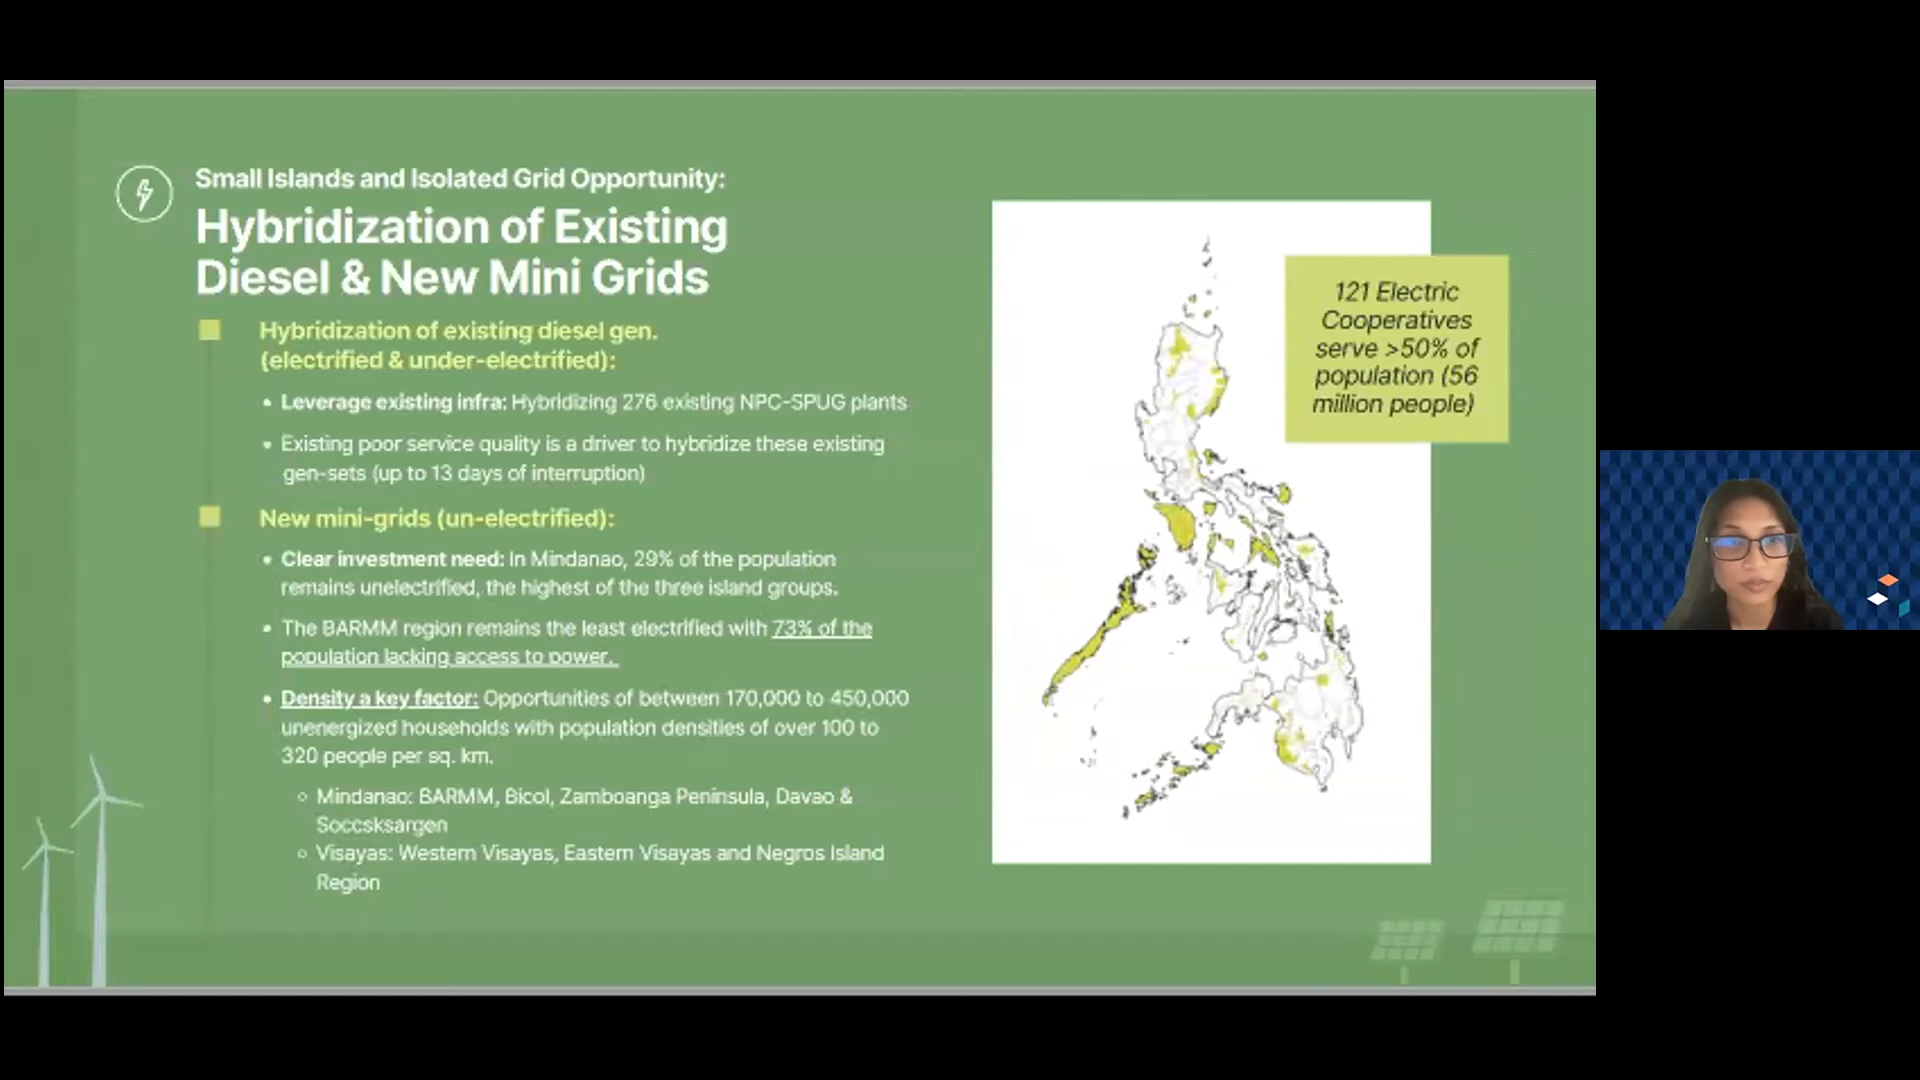 Small Islands and Isolated Grid Opportunity:
Hybridization of Existing
Diesel & New Mini Grids
Hybridization of existing diesel gen.
(electrified & under-electrified):
• Leverage existing infra: Hybridizing 276 existing NPC-SPUG plants
• Existing poor service quality is a driver to hybridize these existing
gen-sets (up to 13 days of interruption)
New mini-grids (un-electrified):
• Clear investment need: In Mindanao, 29% of the population
remains unelectrified, the highest of the three island groups.
• The BARMM region remains the least electrified with 73% of the
population lacking access to power.
• Density a key factor: Opportunities of between 170,000 to 450,000
unenergized households with population densities of over 100 to
320 people per sq. km.
◦ Mindanao: BARMM, Bicol, Zamboanga Peninsula, Davao &
Soccsksargen
◦ Visayas: Western Visayas, Eastern Visayas and Negros Island
Region
121 Electric
Cooperatives
serve >50% of
population (56
million people)